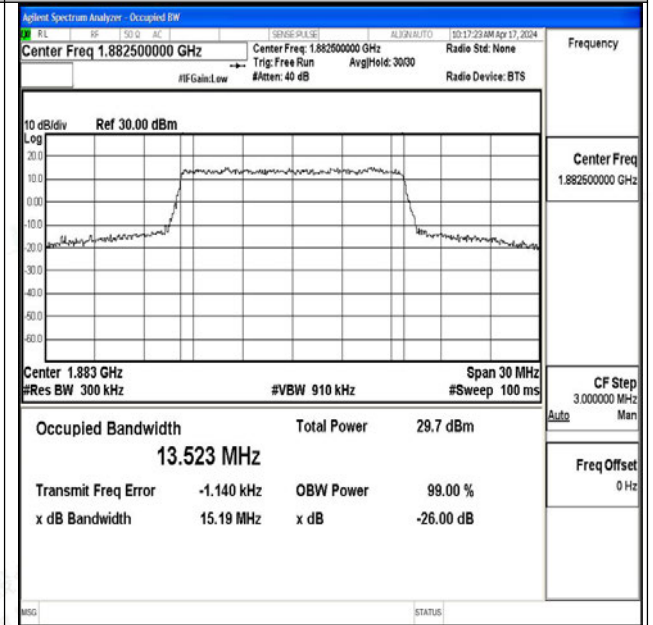 Agilent Spectrum Analyzer - Occupied BW
RL RF 50 Ω AC SENSE:PULSE ALIGN AUTO 10:17:23 AM Apr 17, 2024
Center Freq 1.882500000 GHz
Center Freq: 1.882500000 GHz
Radio Std: None
Trig: Free Run Avg|Hold: 30/30
#IFGain:Low
#Atten: 40 dB
Radio Device: BTS
Frequency
10 dB/div Ref 30.00 dBm
Log
20.0
10.0
0.00
-10.0
-20.0
-30.0
-40.0
-50.0
-60.0
Center Freq
1.882500000 GHz
Center 1.883 GHz Span 30 MHz
#Res BW 300 kHz #VBW 910 kHz #Sweep 100 ms
CF Step
3.000000 MHz
Auto Man
Occupied Bandwidth Total Power 29.7 dBm
13.523 MHz
Transmit Freq Error -1.140 kHz OBW Power 99.00 %
x dB Bandwidth 15.19 MHz x dB -26.00 dB
Freq Offset
0 Hz
MSG STATUS